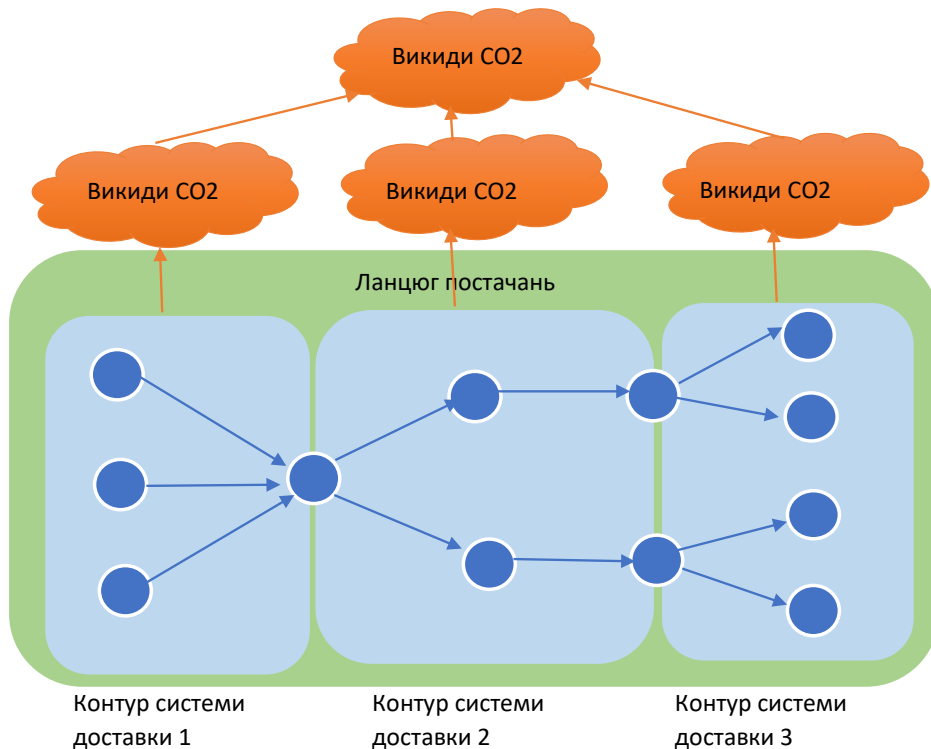 Викиди СО2
Викиди СО2
Викиди СО2
Викиди СО2
Ланцюг постачань
Контур системи
доставки 1
Контур системи
доставки 2
Контур системи
доставки 3